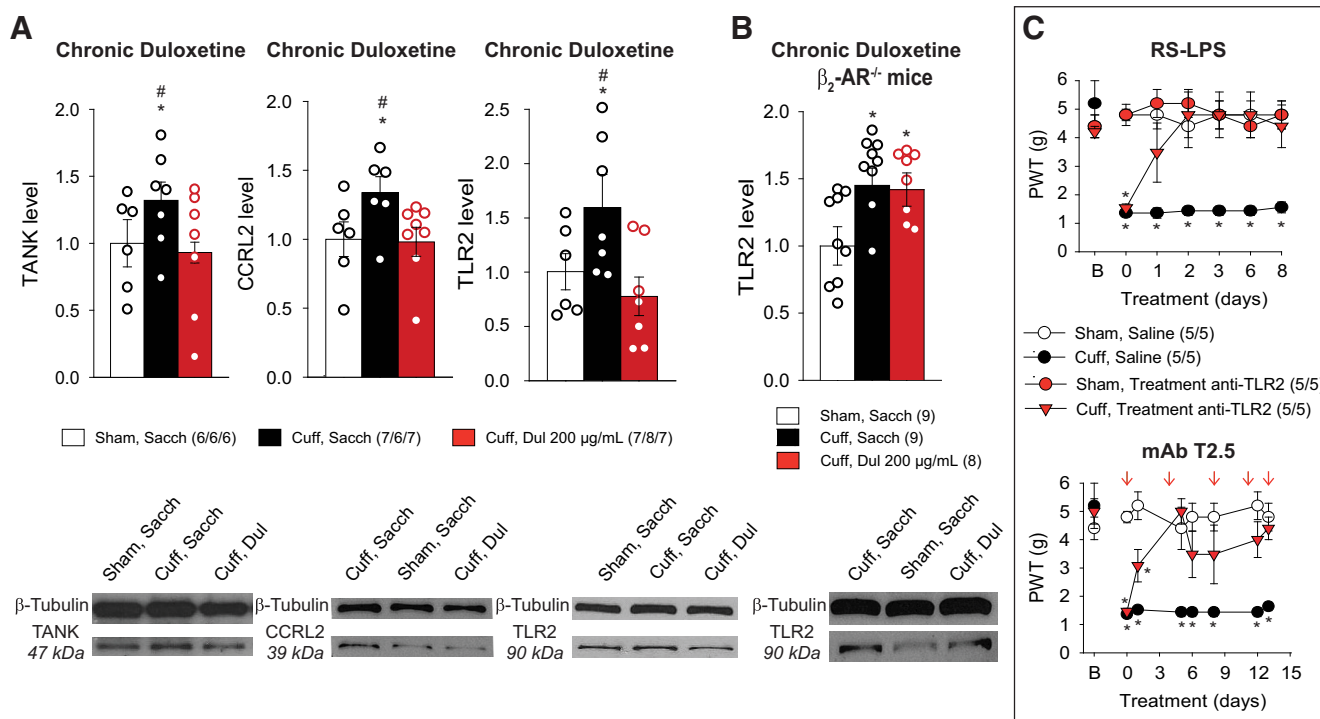 A
Chronic Duloxetine
#
*
TANK level
2.0
1.5
1.0
0.5
0.0
Chronic Duloxetine
#
*
CCRL2 level
2.0
1.5
1.0
0.5
0.0
Chronic Duloxetine
#
*
TLR2 level
2.5
2.0
1.5
1.0
0.5
0.0
Sham, Sacch (6/6/6)
Cuff, Sacch (7/6/7)
Cuff, Dul 200 µg/mL (7/8/7)
B
Chronic Duloxetine
β2-AR-/- mice
* *
TLR2 level
2.0
1.5
1.0
0.5
0.0
Sham, Sacch (9)
Cuff, Sacch (9)
Cuff, Dul 200 µg/mL (8)
Sham, Sacch
Cuff, Sacch
Cuff, Dul
β-Tubulin
TANK
47 kDa
Cuff, Sacch
Sham, Sacch
Cuff, Dul
β-Tubulin
CCRL2
39 kDa
Sham, Sacch
Cuff, Sacch
Cuff, Dul
β-Tubulin
TLR2
90 kDa
Cuff, Sacch
Sham, Sacch
Cuff, Dul
β-Tubulin
TLR2
90 kDa
C
RS-LPS
PWT (g)
6
5
4
3
2
1
0
*
* * * * * *
B 0 1 2 3 6 8
Treatment (days)
Sham, Saline (5/5)
Cuff, Saline (5/5)
Sham, Treatment anti-TLR2 (5/5)
Cuff, Treatment anti-TLR2 (5/5)
mAb T2.5
PWT (g)
6
5
4
3
2
1
0
*
*
* * * * * * *
B 0 3 6 9 12 15
Treatment (days)